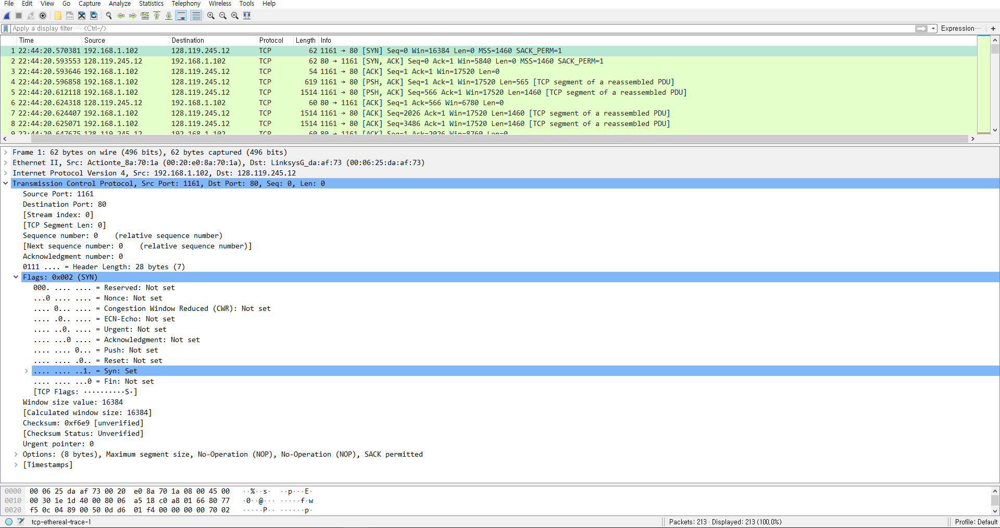 File Edit View Go Capture Analyze Statistics Telephony Wireless Tools Help
Apply a display filter ··· <Ctrl-/> Expression··· +
Time Source Destination Protocol Length Info
1 22:44:20.570381 192.168.1.102 128.119.245.12 TCP 62 1161 → 80 [SYN] Seq=0 Win=16384 Len=0 MSS=1460 SACK_PERM=1
2 22:44:20.593553 128.119.245.12 192.168.1.102 TCP 62 80 → 1161 [SYN, ACK] Seq=0 Ack=1 Win=5840 Len=0 MSS=1460 SACK_PERM=1
3 22:44:20.593646 192.168.1.102 128.119.245.12 TCP 54 1161 → 80 [ACK] Seq=1 Ack=1 Win=17520 Len=0
4 22:44:20.596858 192.168.1.102 128.119.245.12 TCP 619 1161 → 80 [PSH, ACK] Seq=1 Ack=1 Win=17520 Len=565 [TCP segment of a reassembled PDU]
5 22:44:20.612118 192.168.1.102 128.119.245.12 TCP 1514 1161 → 80 [PSH, ACK] Seq=566 Ack=1 Win=17520 Len=1460 [TCP segment of a reassembled PDU]
6 22:44:20.624318 128.119.245.12 192.168.1.102 TCP 60 80 → 1161 [ACK] Seq=1 Ack=566 Win=6780 Len=0
7 22:44:20.624407 192.168.1.102 128.119.245.12 TCP 1514 1161 → 80 [ACK] Seq=2026 Ack=1 Win=17520 Len=1460 [TCP segment of a reassembled PDU]
8 22:44:20.625071 192.168.1.102 128.119.245.12 TCP 1514 1161 → 80 [ACK] Seq=3486 Ack=1 Win=17520 Len=1460 [TCP segment of a reassembled PDU]
9 22:44:20.647675 128.119.245.12 192.168.1.102 TCP 60 80 → 1161 [ACK] Seq=1 Ack=2026 Win=8760 Len=0
Frame 1: 62 bytes on wire (496 bits), 62 bytes captured (496 bits)
Ethernet II, Src: Actionte_8a:70:1a (00:20:e0:8a:70:1a), Dst: LinksysG_da:af:73 (00:06:25:da:af:73)
Internet Protocol Version 4, Src: 192.168.1.102, Dst: 128.119.245.12
Transmission Control Protocol, Src Port: 1161, Dst Port: 80, Seq: 0, Len: 0
Source Port: 1161
Destination Port: 80
[Stream index: 0]
[TCP Segment Len: 0]
Sequence number: 0 (relative sequence number)
[Next sequence number: 0 (relative sequence number)]
Acknowledgment number: 0
0111 .... = Header Length: 28 bytes (7)
Flags: 0x002 (SYN)
000. .... .... = Reserved: Not set
...0 .... .... = Nonce: Not set
.... 0... .... = Congestion Window Reduced (CWR): Not set
.... .0.. .... = ECN-Echo: Not set
.... ..0. .... = Urgent: Not set
.... ...0 .... = Acknowledgment: Not set
.... .... 0... = Push: Not set
.... .... .0.. = Reset: Not set
.... .... ..1. = Syn: Set
.... .... ...0 = Fin: Not set
[TCP Flags: ··········S·]
Window size value: 16384
[Calculated window size: 16384]
Checksum: 0xf6e9 [unverified]
[Checksum Status: Unverified]
Urgent pointer: 0
Options: (8 bytes), Maximum segment size, No-Operation (NOP), No-Operation (NOP), SACK permitted
[Timestamps]
0000 00 06 25 da af 73 00 20 e0 8a 70 1a 08 00 45 00 ··%··s· ··p···E·
0010 00 30 1e 1d 40 00 80 06 a5 18 c0 a8 01 66 80 77 ·0··@··· ·····f·w
0020 f5 0c 04 89 00 50 0d d6 01 f4 00 00 00 00 70 02 ·····P·· ······p·
tcp-ethereal-trace-1 Packets: 213 · Displayed: 213 (100.0%) Profile: Default